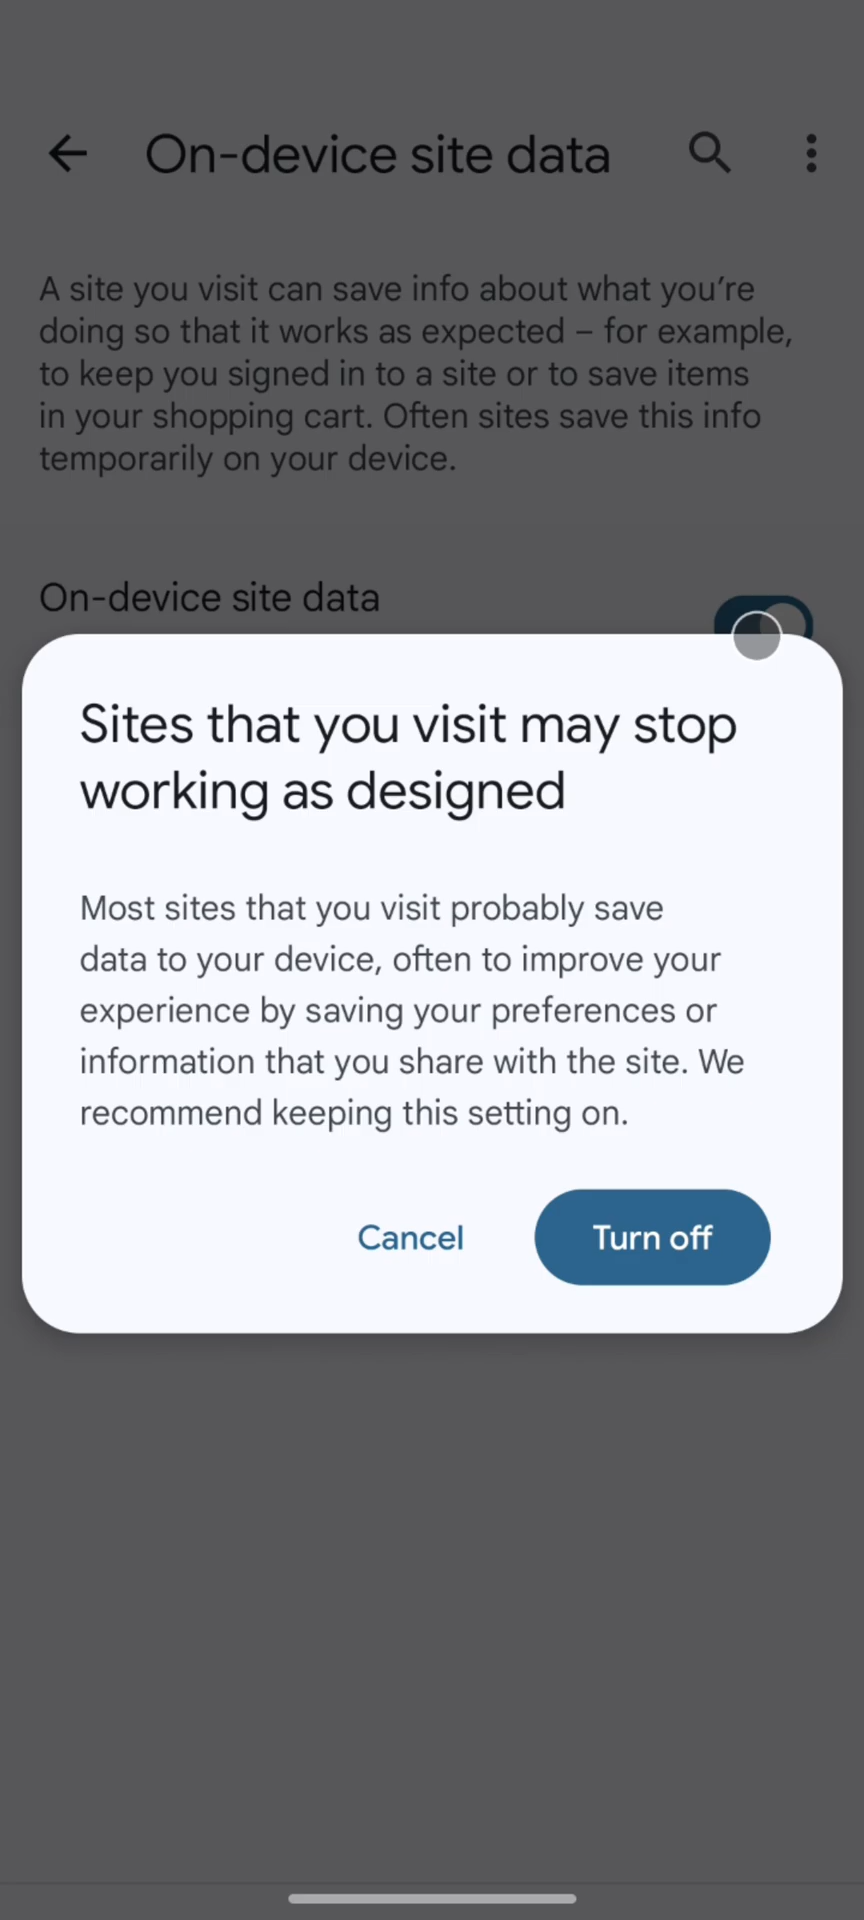 On-device site data
A site you visit can save info about what you’re
doing so that it works as expected – for example,
to keep you signed in to a site or to save items
in your shopping cart. Often sites save this info
temporarily on your device.
On-device site data
Sites that you visit may stop
working as designed
Most sites that you visit probably save
data to your device, often to improve your
experience by saving your preferences or
information that you share with the site. We
recommend keeping this setting on.
Cancel
Turn off